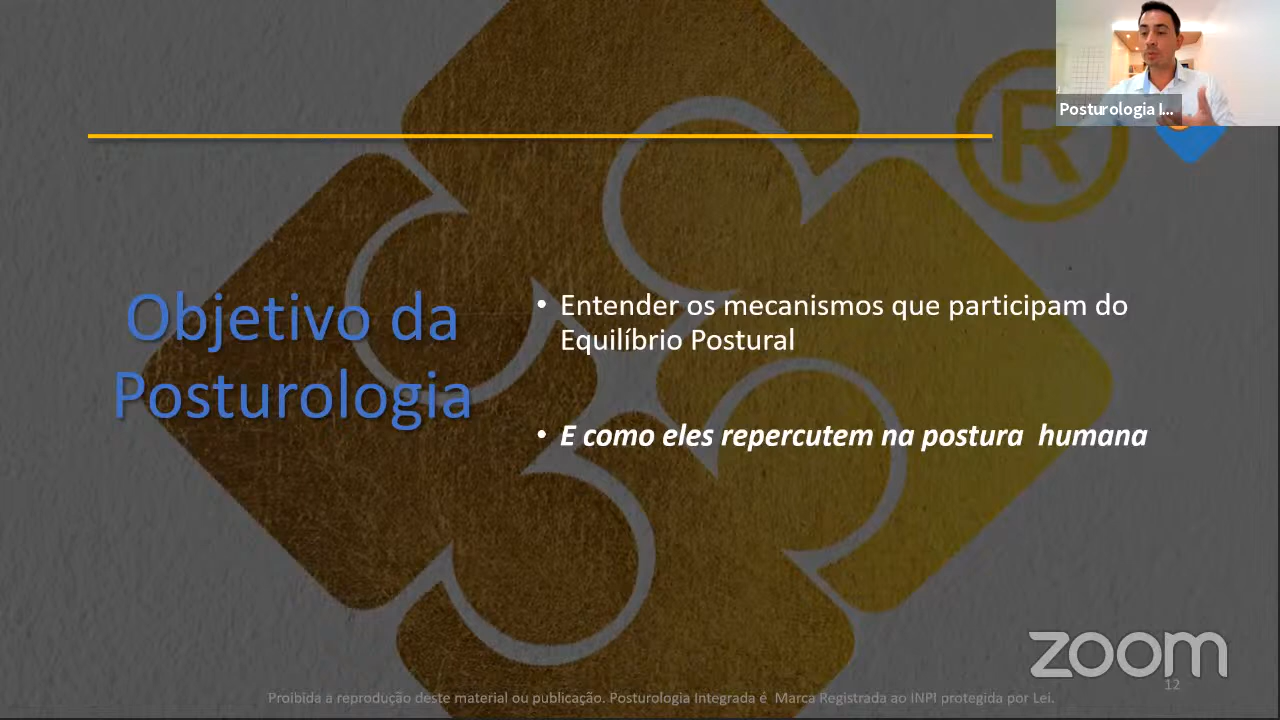 Posturologia I...
R
Objetivo da
Posturologia
• Entender os mecanismos que participam do
Equilíbrio Postural
• E como eles repercutem na postura humana
zoom
12
Proibida a reprodução deste material ou publicação. Posturologia Integrada é Marca Registrada ao INPI protegida por Lei.